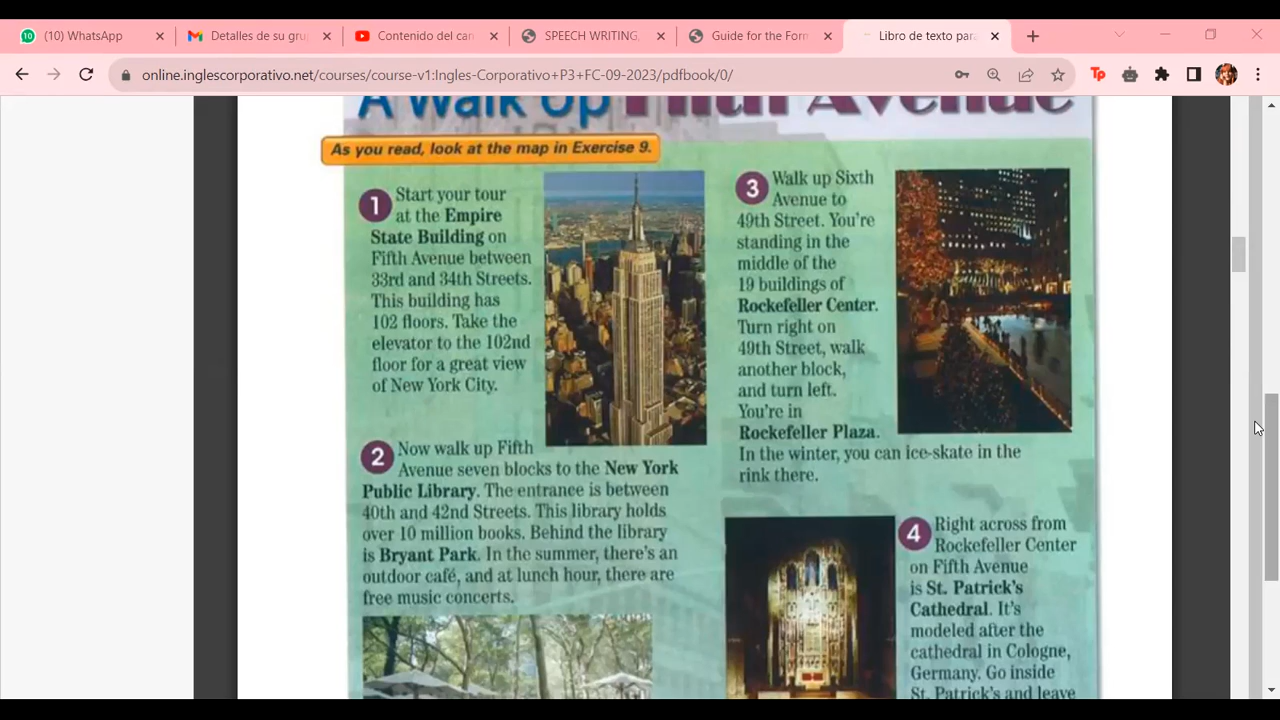 (10) WhatsApp
Detalles de su gru
Contenido del car
SPEECH WRITING,
Guide for the Form
Libro de texto para
online.inglescorporativo.net/courses/course-v1:Ingles-Corporativo+P3+FC-09-2023/pdfbook/0/
A Walk Up Fifth Avenue
As you read, look at the map in Exercise 9.
1 Start your tour
at the Empire
State Building on
Fifth Avenue between
33rd and 34th Streets.
This building has
102 floors. Take the
elevator to the 102nd
floor for a great view
of New York City.
2 Now walk up Fifth
Avenue seven blocks to the New York
Public Library. The entrance is between
40th and 42nd Streets. This library holds
over 10 million books. Behind the library
is Bryant Park. In the summer, there's an
outdoor café, and at lunch hour, there are
free music concerts.
3 Walk up Sixth
Avenue to
49th Street. You're
standing in the
middle of the
19 buildings of
Rockefeller Center.
Turn right on
49th Street, walk
another block,
and turn left.
You're in
Rockefeller Plaza.
In the winter, you can ice-skate in the
rink there.
4 Right across from
Rockefeller Center
on Fifth Avenue
is St. Patrick's
Cathedral. It's
modeled after the
cathedral in Cologne,
Germany. Go inside
St. Patrick's and leave